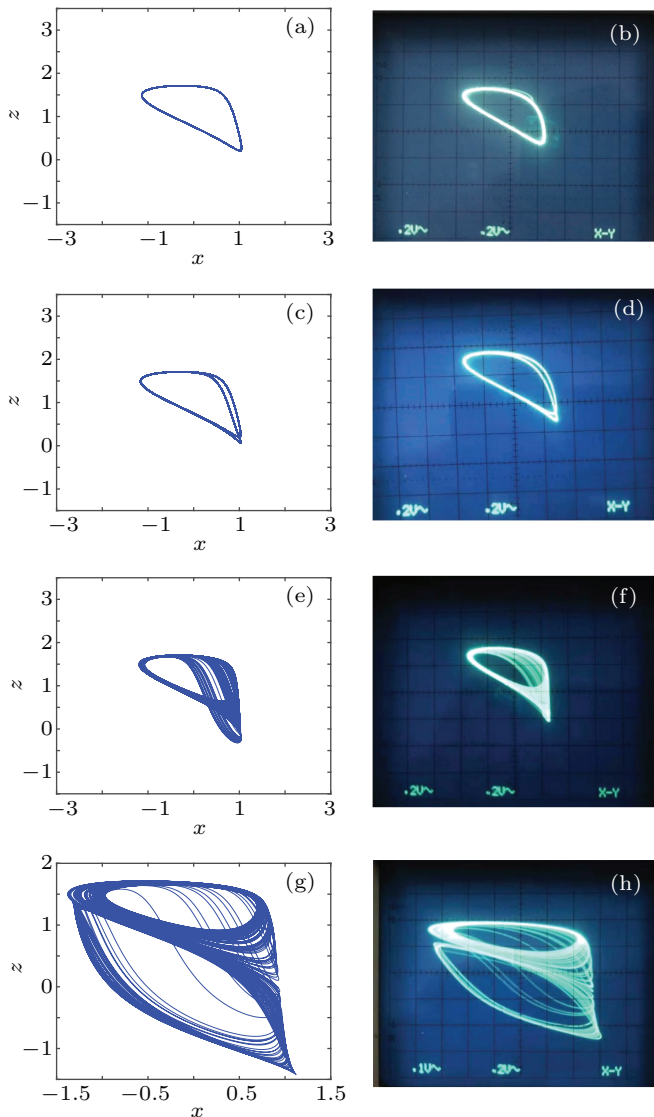 (a)
3
2
1
0
−1
z
−3
−1
1
3
x
(b)
.2V~
.2V~
X-Y
(c)
3
2
1
0
−1
z
−3
−1
1
3
x
(d)
.2V~
.2V~
X-Y
(e)
3
2
1
0
−1
z
−3
−1
1
3
x
(f)
.2V~
.2V~
X-Y
(g)
2
1
0
−1
z
−1.5
−0.5
0.5
1.5
x
(h)
.1V~
.2V~
X-Y